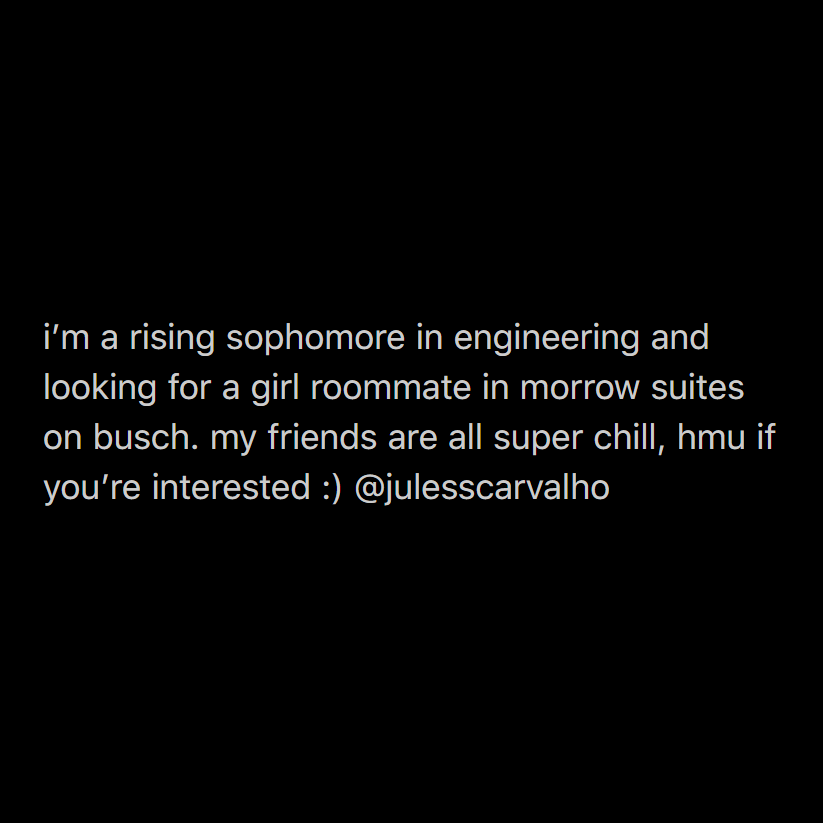 i’m a rising sophomore in engineering and
looking for a girl roommate in morrow suites
on busch. my friends are all super chill, hmu if
you’re interested :) @julesscarvalho